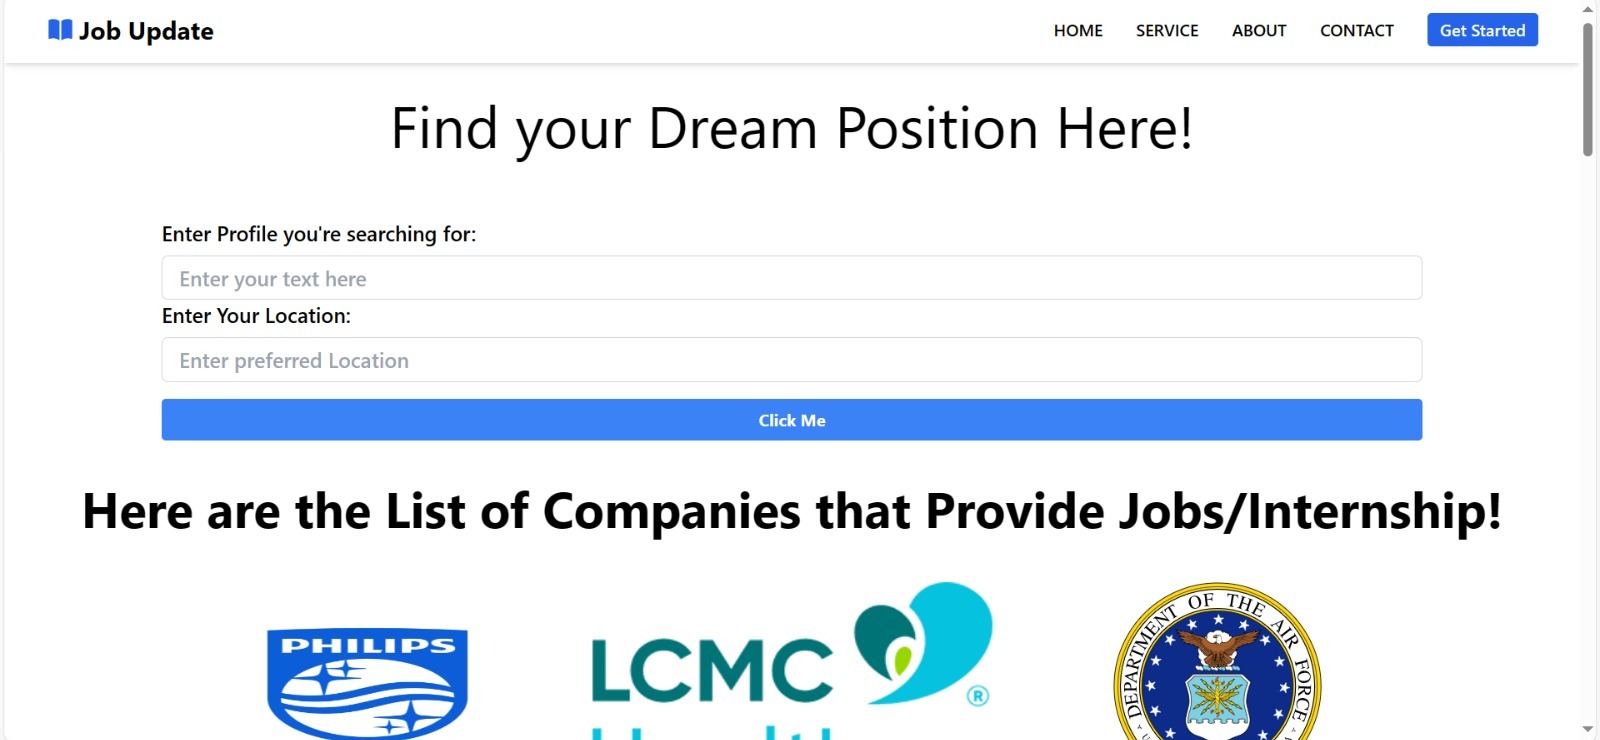 Job Update
HOME SERVICE ABOUT CONTACT Get Started
Find your Dream Position Here!
Enter Profile you're searching for:
Enter your text here
Enter Your Location:
Enter preferred Location
Click Me
Here are the List of Companies that Provide Jobs/Internship!
PHILIPS
LCMC
Health
®
DEPARTMENT OF THE AIR FORCE